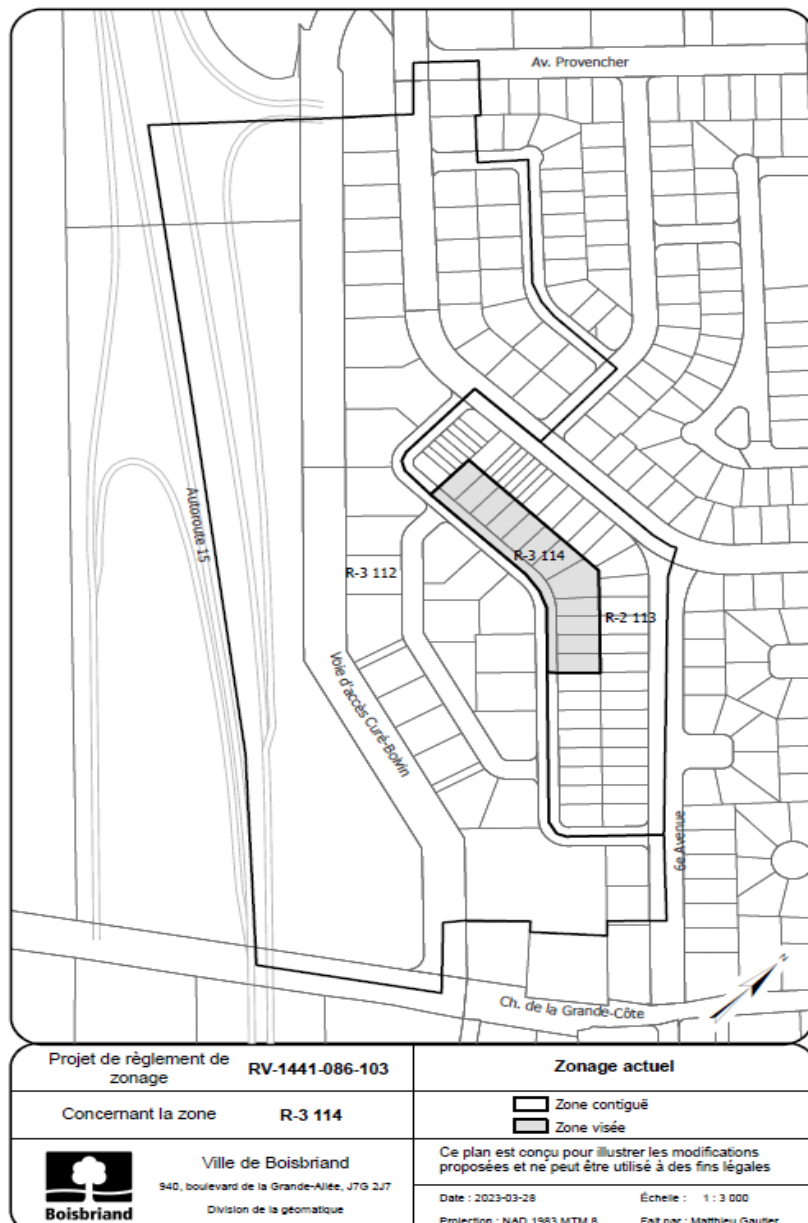 Av. Provencher
Autoroute 15
R-3 114
R-3 112
R-2 113
Voie d'accès Curé-Boivin
6e Avenue
N
Ch. de la Grande-Côte
Projet de règlement de zonage RV-1441-086-103
Zonage actuel
Concernant la zone R-3 114
Zone contiguë
Zone visée
Boisbriand
Ville de Boisbriand
940, boulevard de la Grande-Allée, J7G 2J7
Division de la géomatique
Ce plan est conçu pour illustrer les modifications
proposées et ne peut être utilisé à des fins légales
Date : 2023-03-28 Échelle : 1 : 3 000
Projection : NAD 1983 MTM 8 Fait par : Matthieu Gautier